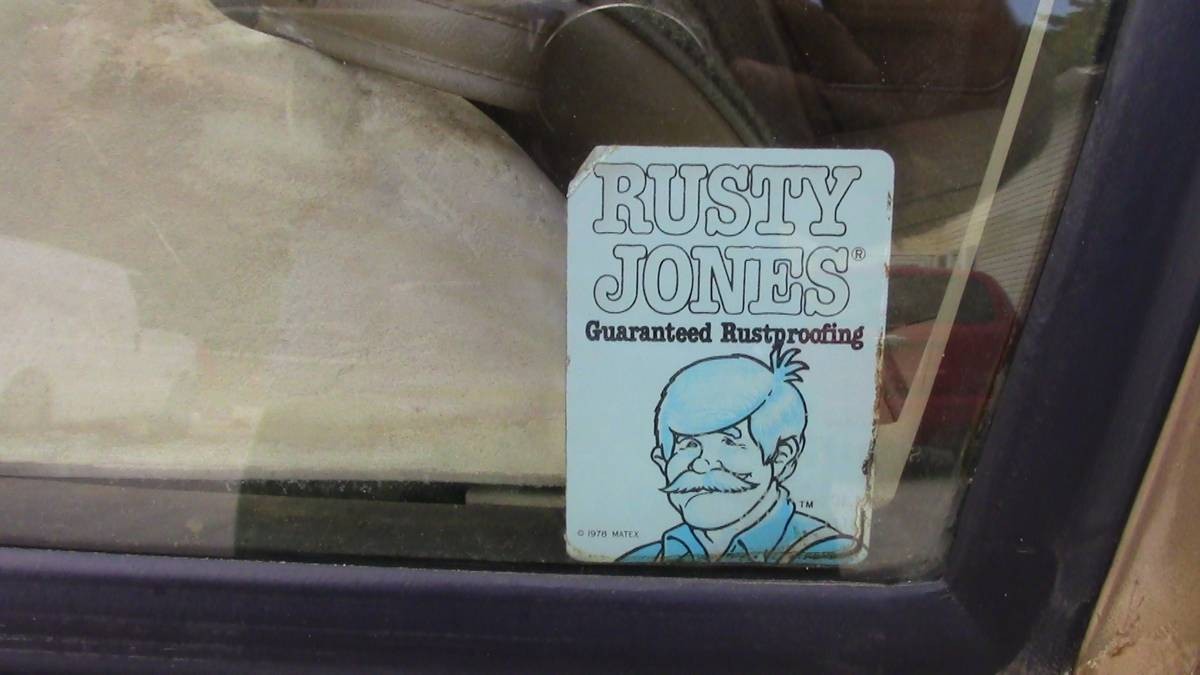 RUSTY
JONES®
Guaranteed Rustproofing
TM
© 1978 MATEX